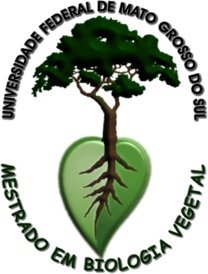 UNIVERSIDADE FEDERAL DE MATO GROSSO DO SUL
MESTRADO EM BIOLOGIA VEGETAL